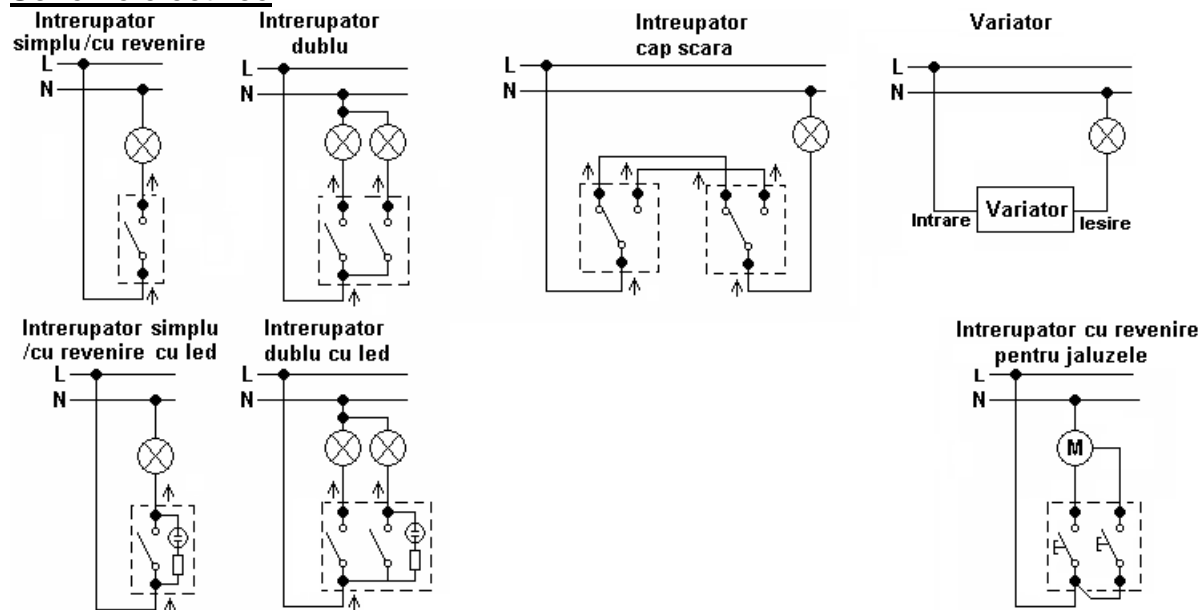 Intrerupator
simplu/cu revenire
L
N
Intrerupator
dublu
L
N
Intreupator
cap scara
L
N
Variator
L
N
Variator
Intrare
Iesire
Intrerupator simplu
/cu revenire cu led
L
N
Intrerupator
dublu cu led
L
N
Intrerupator cu revenire
pentru jaluzele
L
N
M